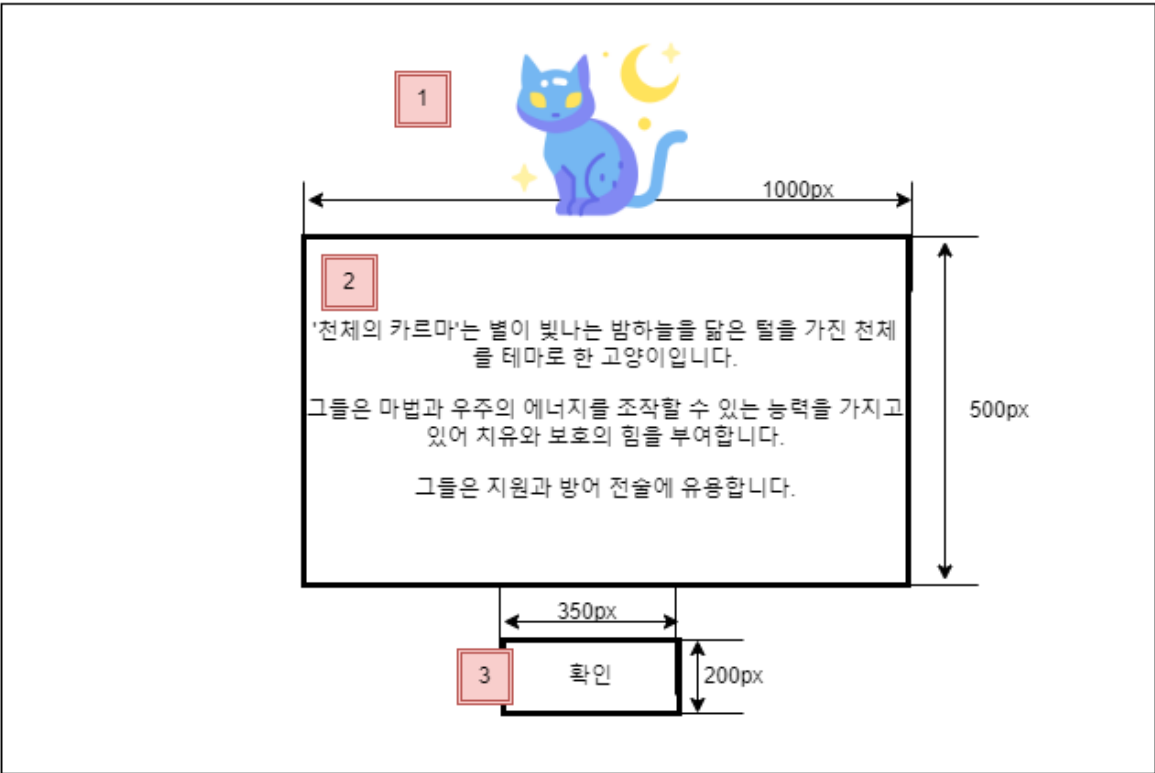 1
1000px
2
'천체의 카르마'는 별이 빛나는 밤하늘을 닮은 털을 가진 천체
를 테마로 한 고양이입니다.
그들은 마법과 우주의 에너지를 조작할 수 있는 능력을 가지고
있어 치유와 보호의 힘을 부여합니다.
그들은 지원과 방어 전술에 유용합니다.
500px
350px
3
확인
200px